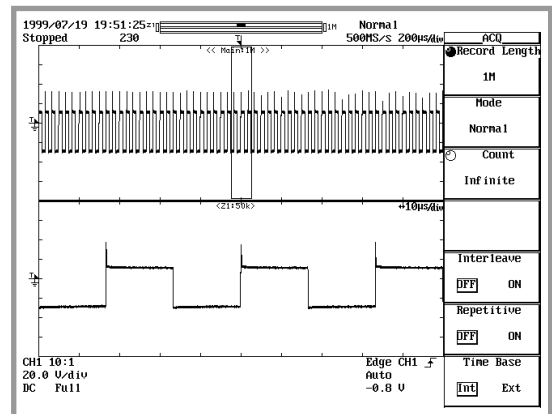 1999/07/19 19:51:25 1M Normal
Stopped 230 500MS/s 200µs/div
<< Main:1M >>
<Z1:50k> 10µs/div
CH1 10:1
20.0 V/div
DC Full
Edge CH1
Auto
-0.8 V
ACQ
Record Length
1M
Mode
Normal
Count
Infinite
Interleave
OFF ON
Repetitive
OFF ON
Time Base
Int Ext